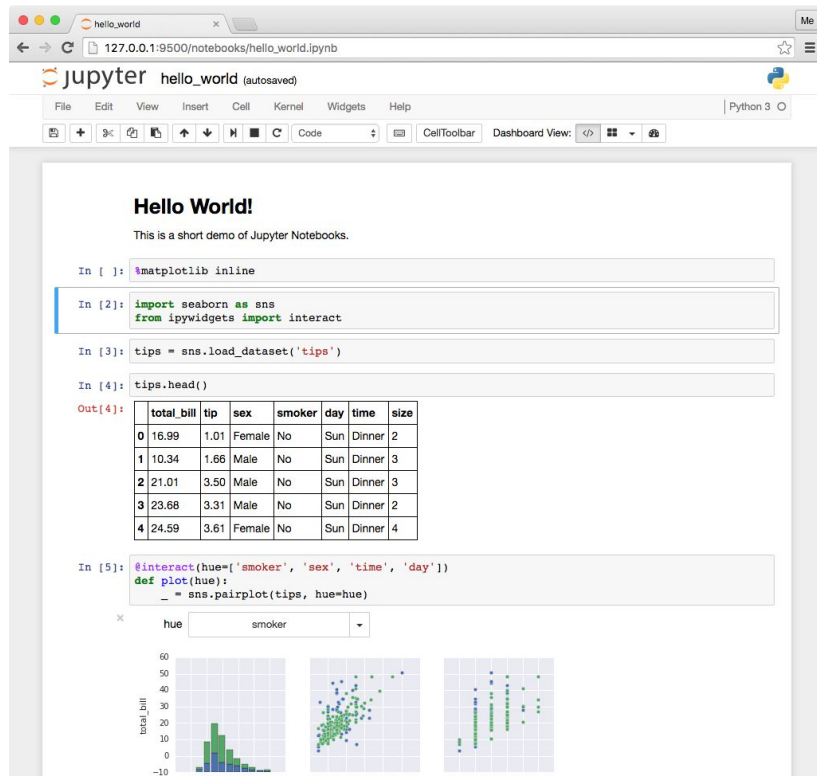 hello_world
Me
127.0.0.1:9500/notebooks/hello_world.ipynb
jupyter hello_world (autosaved)
File Edit View Insert Cell Kernel Widgets Help Python 3
Code CellToolbar Dashboard View: </>
Hello World!
This is a short demo of Jupyter Notebooks.
In [ ]: %matplotlib inline
In [2]: import seaborn as sns
from ipywidgets import interact
In [3]: tips = sns.load_dataset('tips')
In [4]: tips.head()
Out[4]: total_bill tip sex smoker day time size
0 16.99 1.01 Female No Sun Dinner 2
1 10.34 1.66 Male No Sun Dinner 3
2 21.01 3.50 Male No Sun Dinner 3
3 23.68 3.31 Male No Sun Dinner 2
4 24.59 3.61 Female No Sun Dinner 4
In [5]: @interact(hue=['smoker', 'sex', 'time', 'day'])
def plot(hue):
_ = sns.pairplot(tips, hue=hue)
hue smoker
60
50
40
30
20
10
0
-10
total_bill